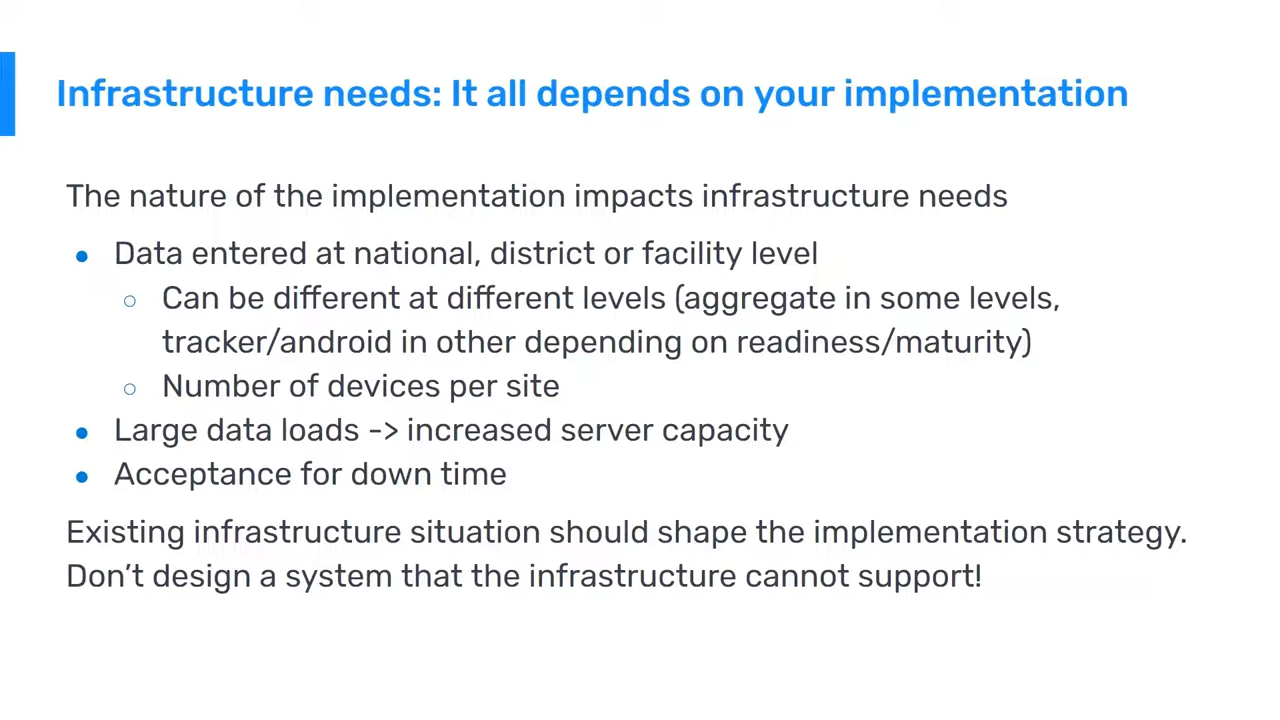 Infrastructure needs: It all depends on your implementation
The nature of the implementation impacts infrastructure needs
● Data entered at national, district or facility level
○ Can be different at different levels (aggregate in some levels,
tracker/android in other depending on readiness/maturity)
○ Number of devices per site
● Large data loads -> increased server capacity
● Acceptance for down time
Existing infrastructure situation should shape the implementation strategy.
Don’t design a system that the infrastructure cannot support!